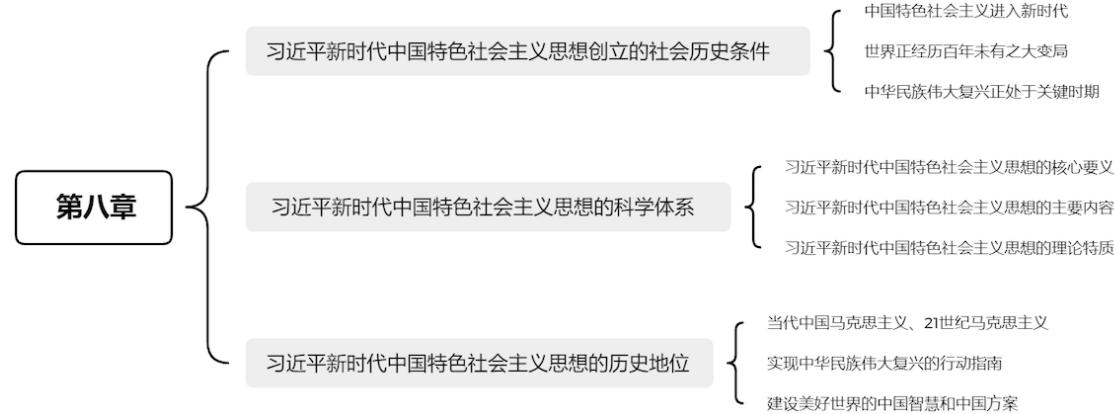 第八章
习近平新时代中国特色社会主义思想创立的社会历史条件
中国特色社会主义进入新时代
世界正经历百年未有之大变局
中华民族伟大复兴正处于关键时期
习近平新时代中国特色社会主义思想的科学体系
习近平新时代中国特色社会主义思想的核心要义
习近平新时代中国特色社会主义思想的主要内容
习近平新时代中国特色社会主义思想的理论特质
习近平新时代中国特色社会主义思想的历史地位
当代中国马克思主义、21世纪马克思主义
实现中华民族伟大复兴的行动指南
建设美好世界的中国智慧和中国方案